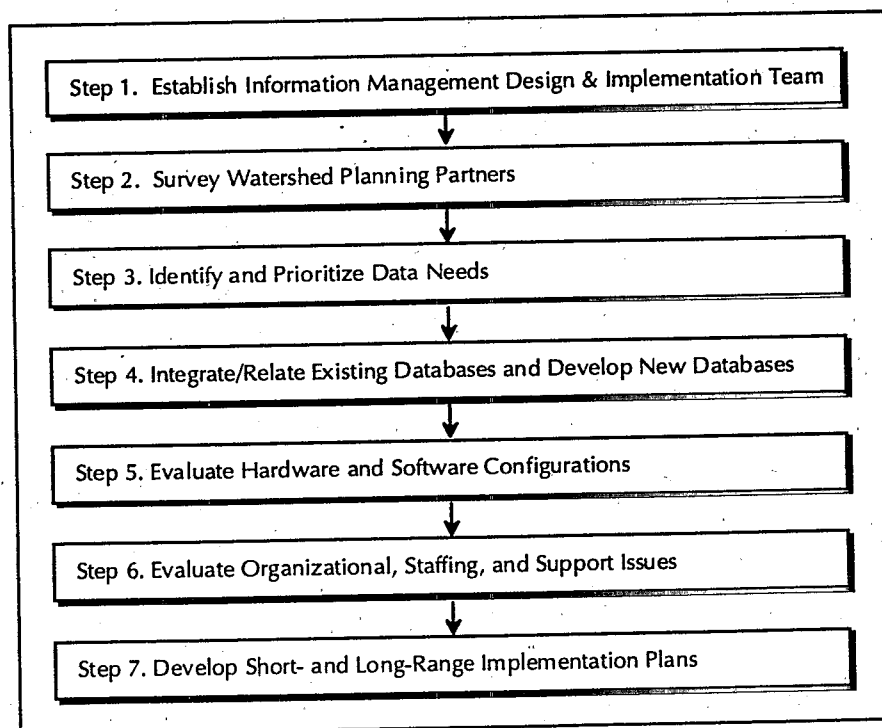 Step 1. Establish Information Management Design & Implementation Team
Step 2. Survey Watershed Planning Partners
Step 3. Identify and Prioritize Data Needs
Step 4. Integrate/Relate Existing Databases and Develop New Databases
Step 5. Evaluate Hardware and Software Configurations
Step 6. Evaluate Organizational, Staffing, and Support Issues
Step 7. Develop Short- and Long-Range Implementation Plans